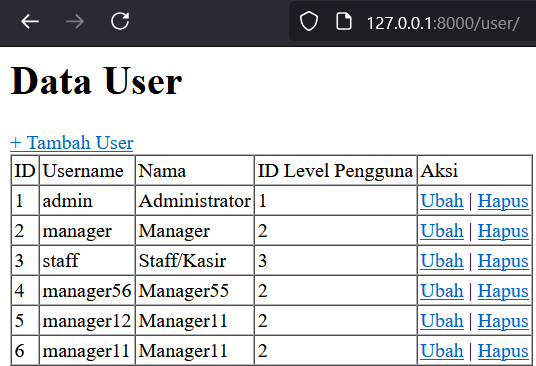 127.0.0.1:8000/user/
Data User
+ Tambah User
ID Username Nama ID Level Pengguna Aksi
1 admin Administrator 1 Ubah | Hapus
2 manager Manager 2 Ubah | Hapus
3 staff Staff/Kasir 3 Ubah | Hapus
4 manager56 Manager55 2 Ubah | Hapus
5 manager12 Manager11 2 Ubah | Hapus
6 manager11 Manager11 2 Ubah | Hapus